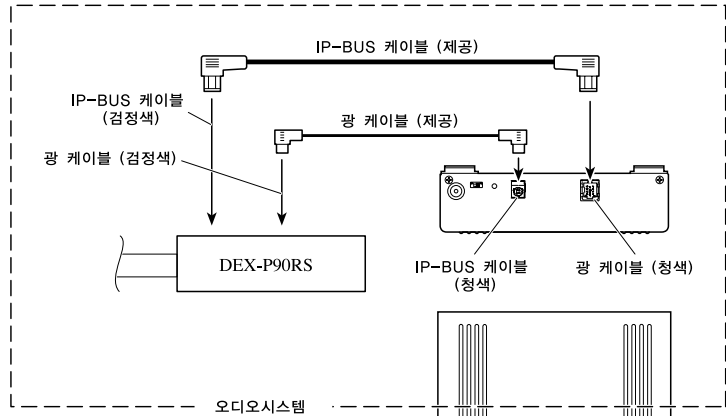 IP-BUS 케이블 (제공)
IP-BUS 케이블
(검정색)
광 케이블 (제공)
광 케이블 (검정색)
DEX-P90RS
IP-BUS 케이블
(청색)
광 케이블 (청색)
오디오시스템